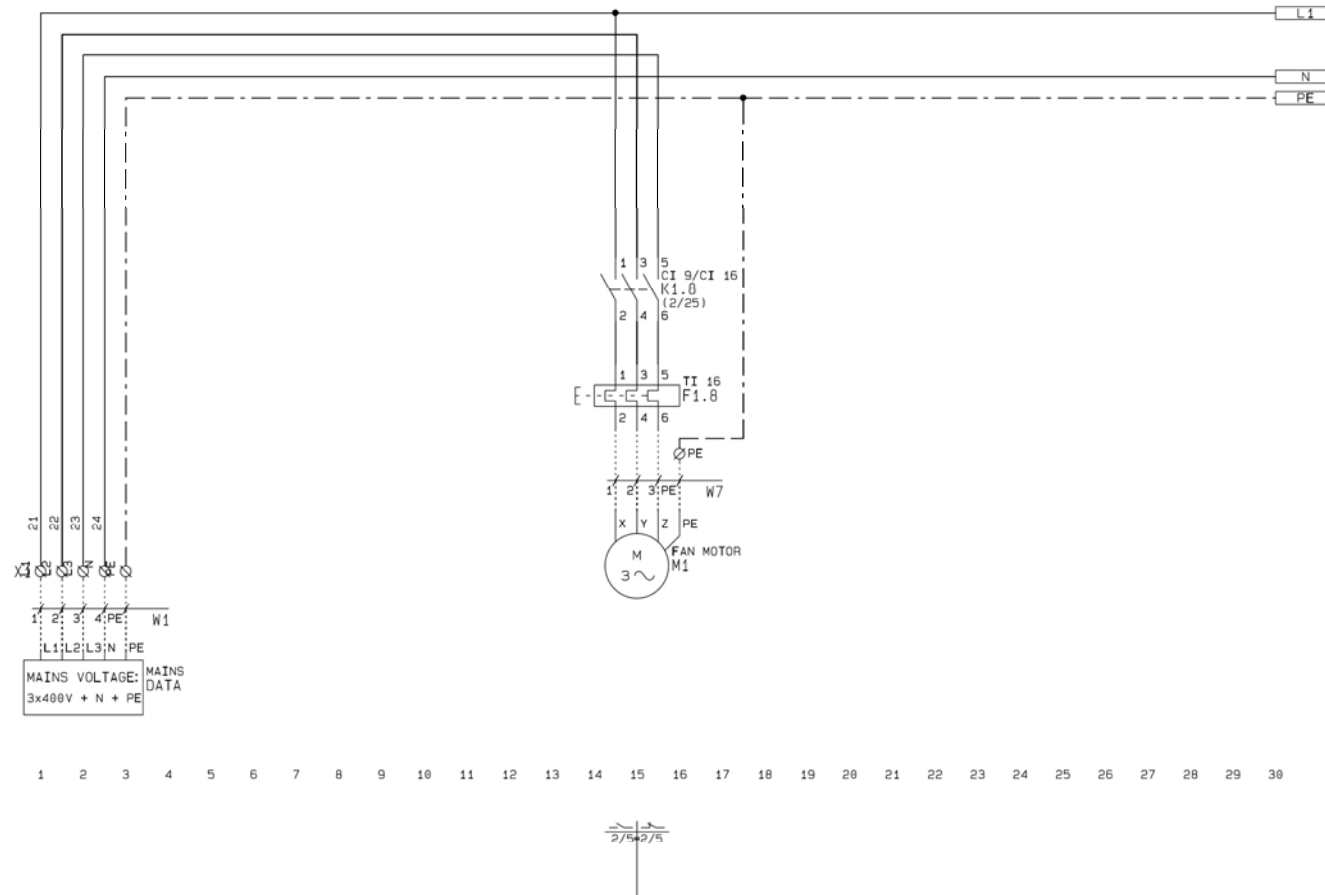 L1
N
PE
1 3 5
CI 9/CI 16
K1.8
(2/25)
2 4 6
1 3 5
TI 16
F1.8
2 4 6
PE
1 2 3 PE W7
X Y Z PE
21 22 23 24
M
3
FAN MOTOR
M1
L2 L3 N PE
1 2 3 4 PE W1
L1 L2 L3 N PE
MAINS VOLTAGE:
3x400V + N + PE
MAINS
DATA
1 2 3 3 4 5 6 7 8 9 10 11 12 13 14 15 16 17 18 19 20 21 22 23 24 25 26 27 28 29 30
2/5 2/5